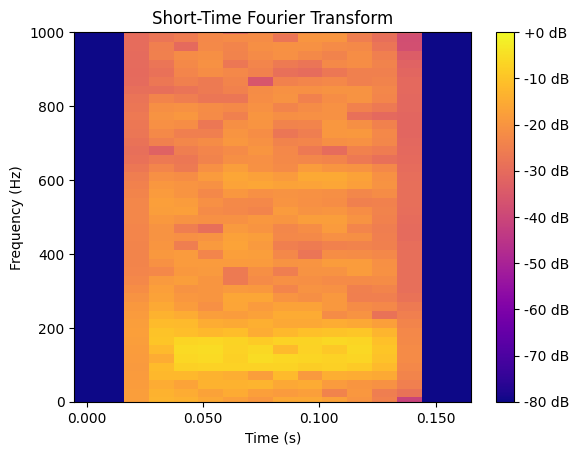 Short-Time Fourier Transform
1000
800
600
400
200
0
Frequency (Hz)
0.000
0.050
0.100
0.150
Time (s)
+0 dB
-10 dB
-20 dB
-30 dB
-40 dB
-50 dB
-60 dB
-70 dB
-80 dB